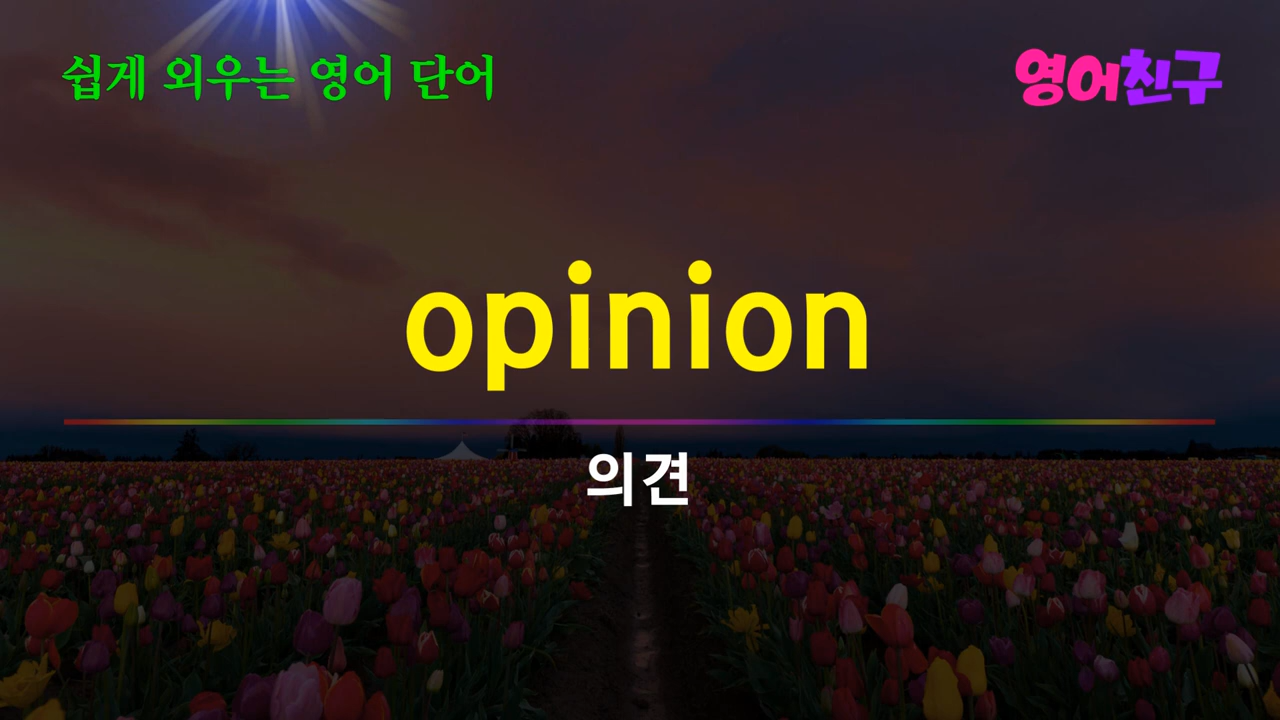 쉽게 외우는 영어 단어
영어친구
opinion
의견